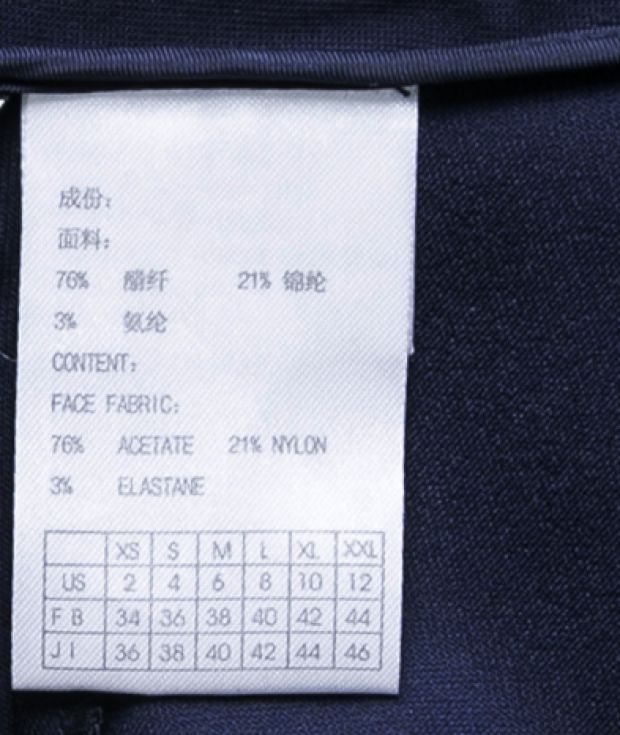 成份:
面料:
76% 醋纤 21% 锦纶
3% 氨纶
CONTENT:
FACE FABRIC:
76% ACETATE 21% NYLON
3% ELASTANE
XS S M L XL XXL
US 2 4 6 8 10 12
F B 34 36 38 40 42 44
J I 36 38 40 42 44 46